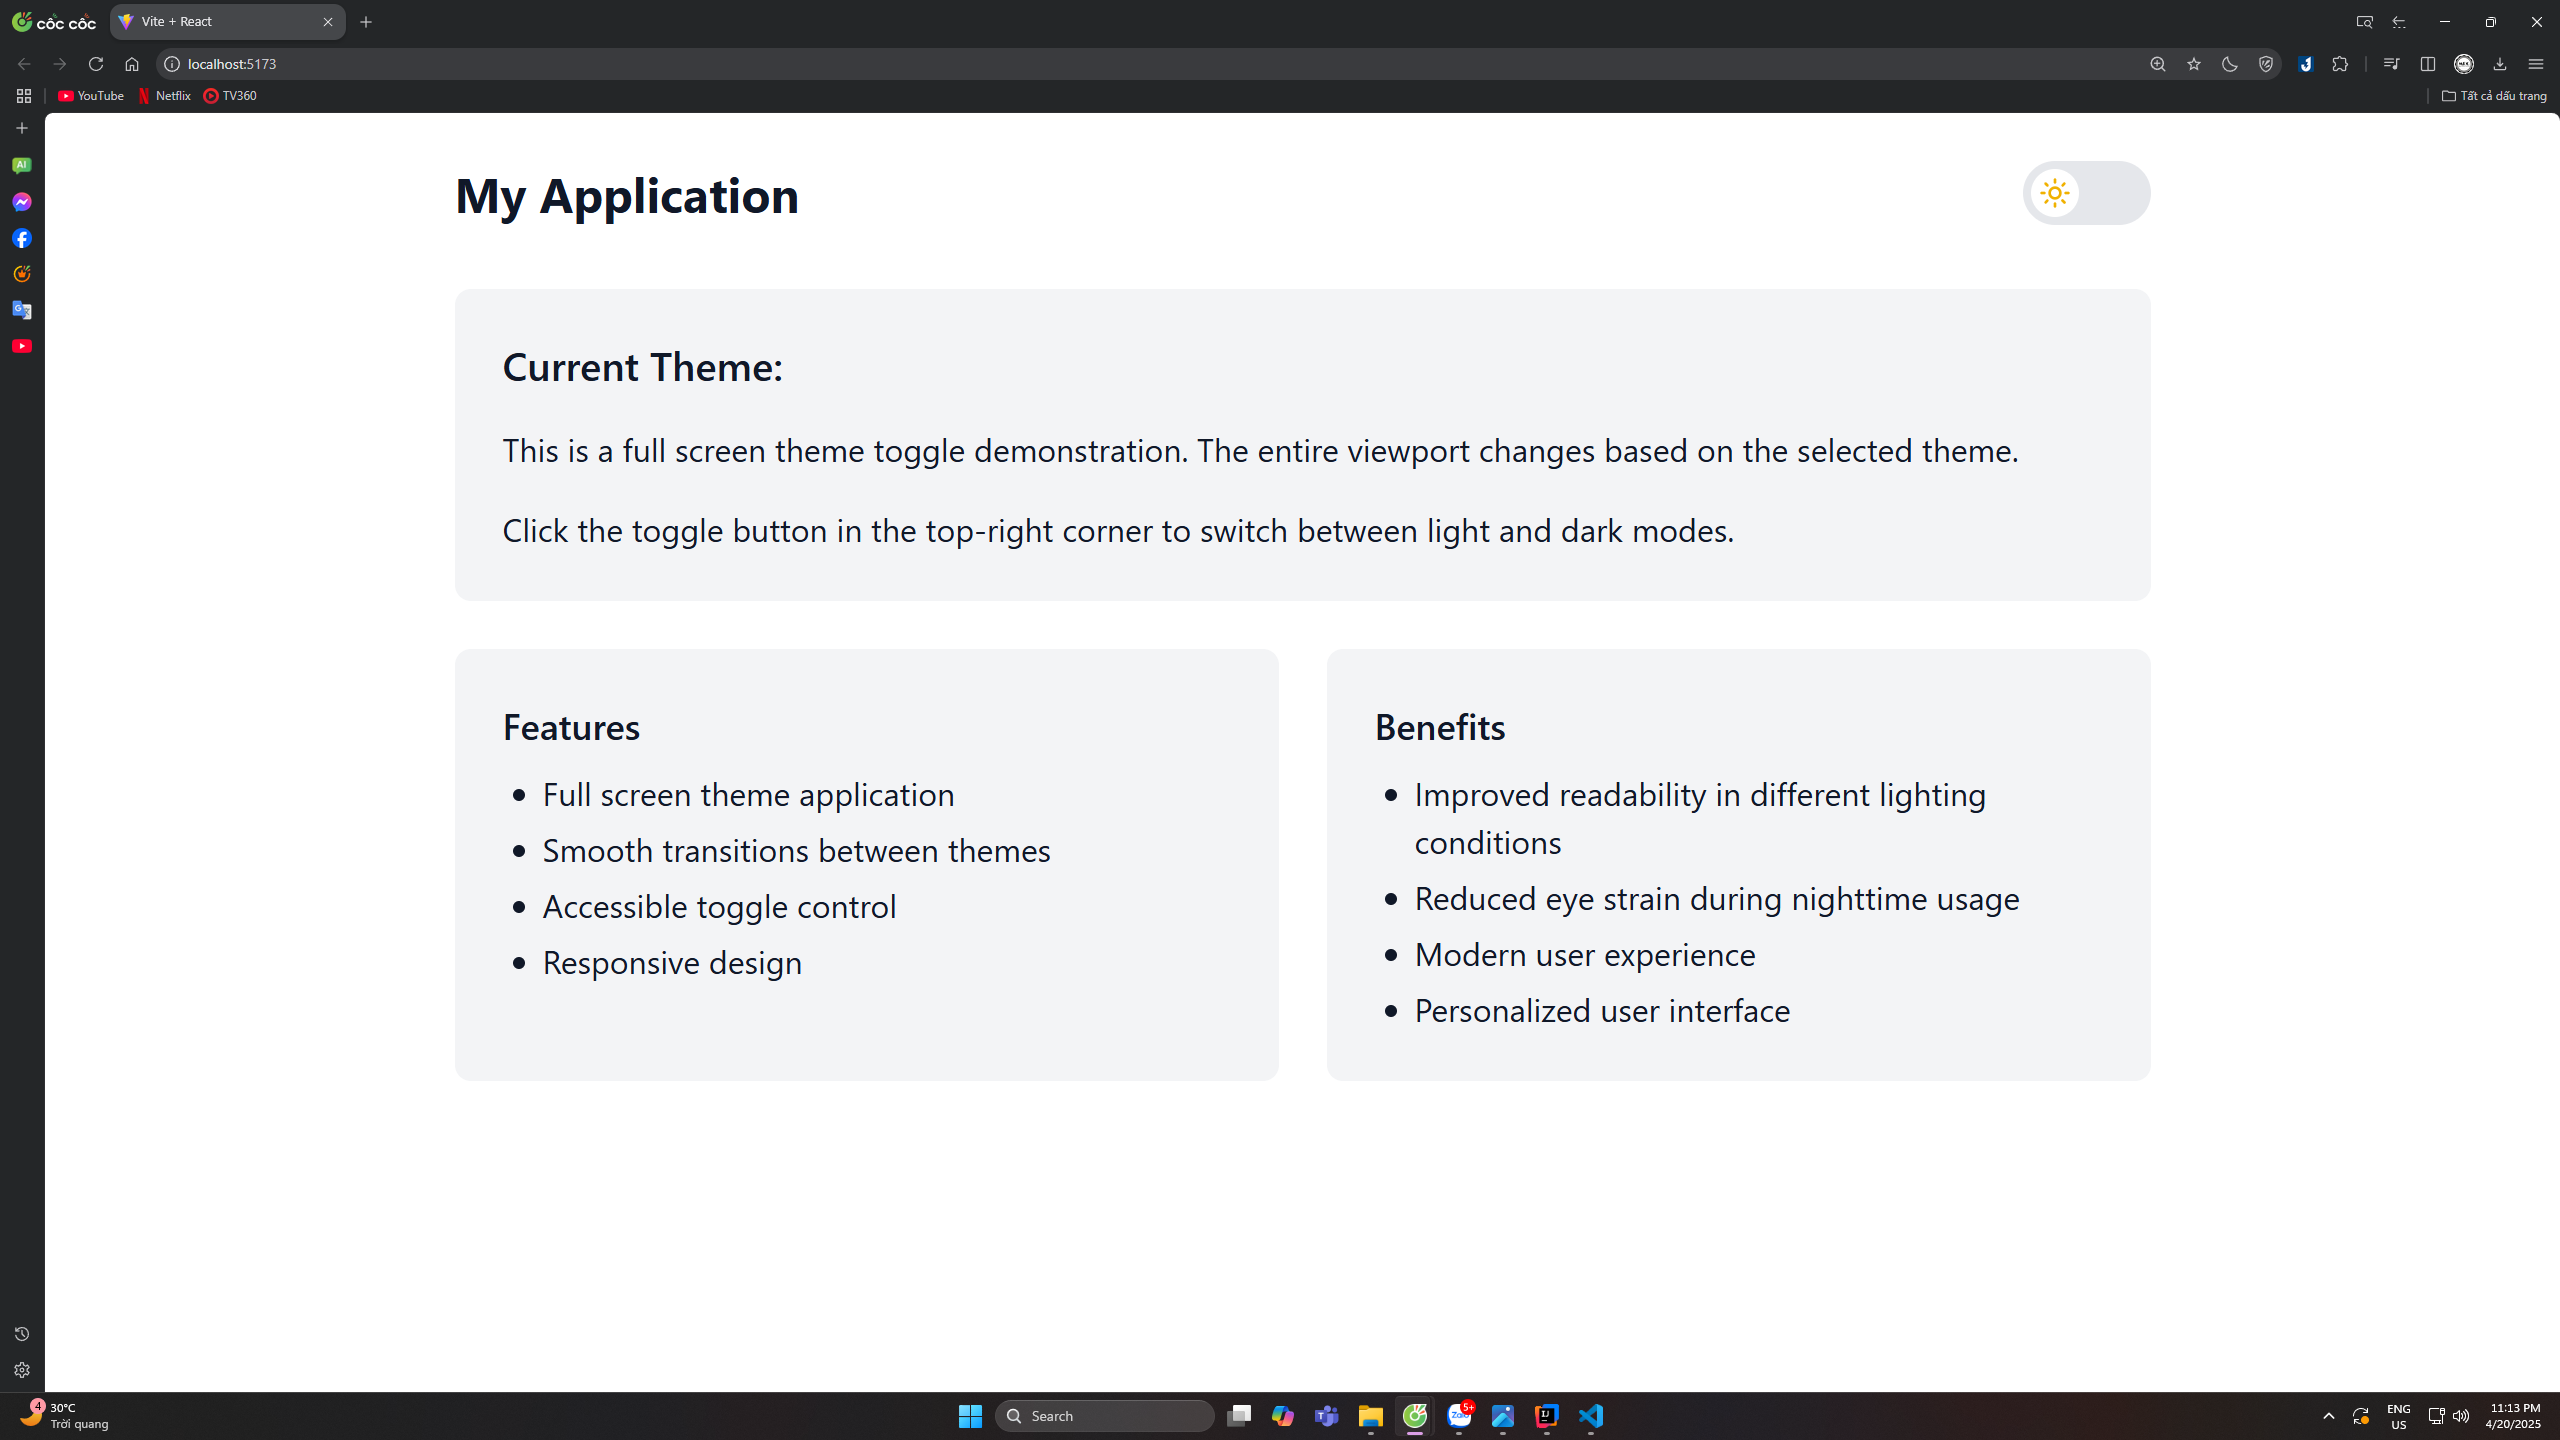 cốc cốc
Vite + React
localhost:5173
YouTube
Netflix
TV360
Tất cả dấu trang
AI
My Application
Current Theme:
This is a full screen theme toggle demonstration. The entire viewport changes based on the selected theme.
Click the toggle button in the top-right corner to switch between light and dark modes.
Features
Full screen theme application
Smooth transitions between themes
Accessible toggle control
Responsive design
Benefits
Improved readability in different lighting
conditions
Reduced eye strain during nighttime usage
Modern user experience
Personalized user interface
4
30°C
Trời quang
Search
Zalo
5+
IJ
ENG
US
11:13 PM
4/20/2025